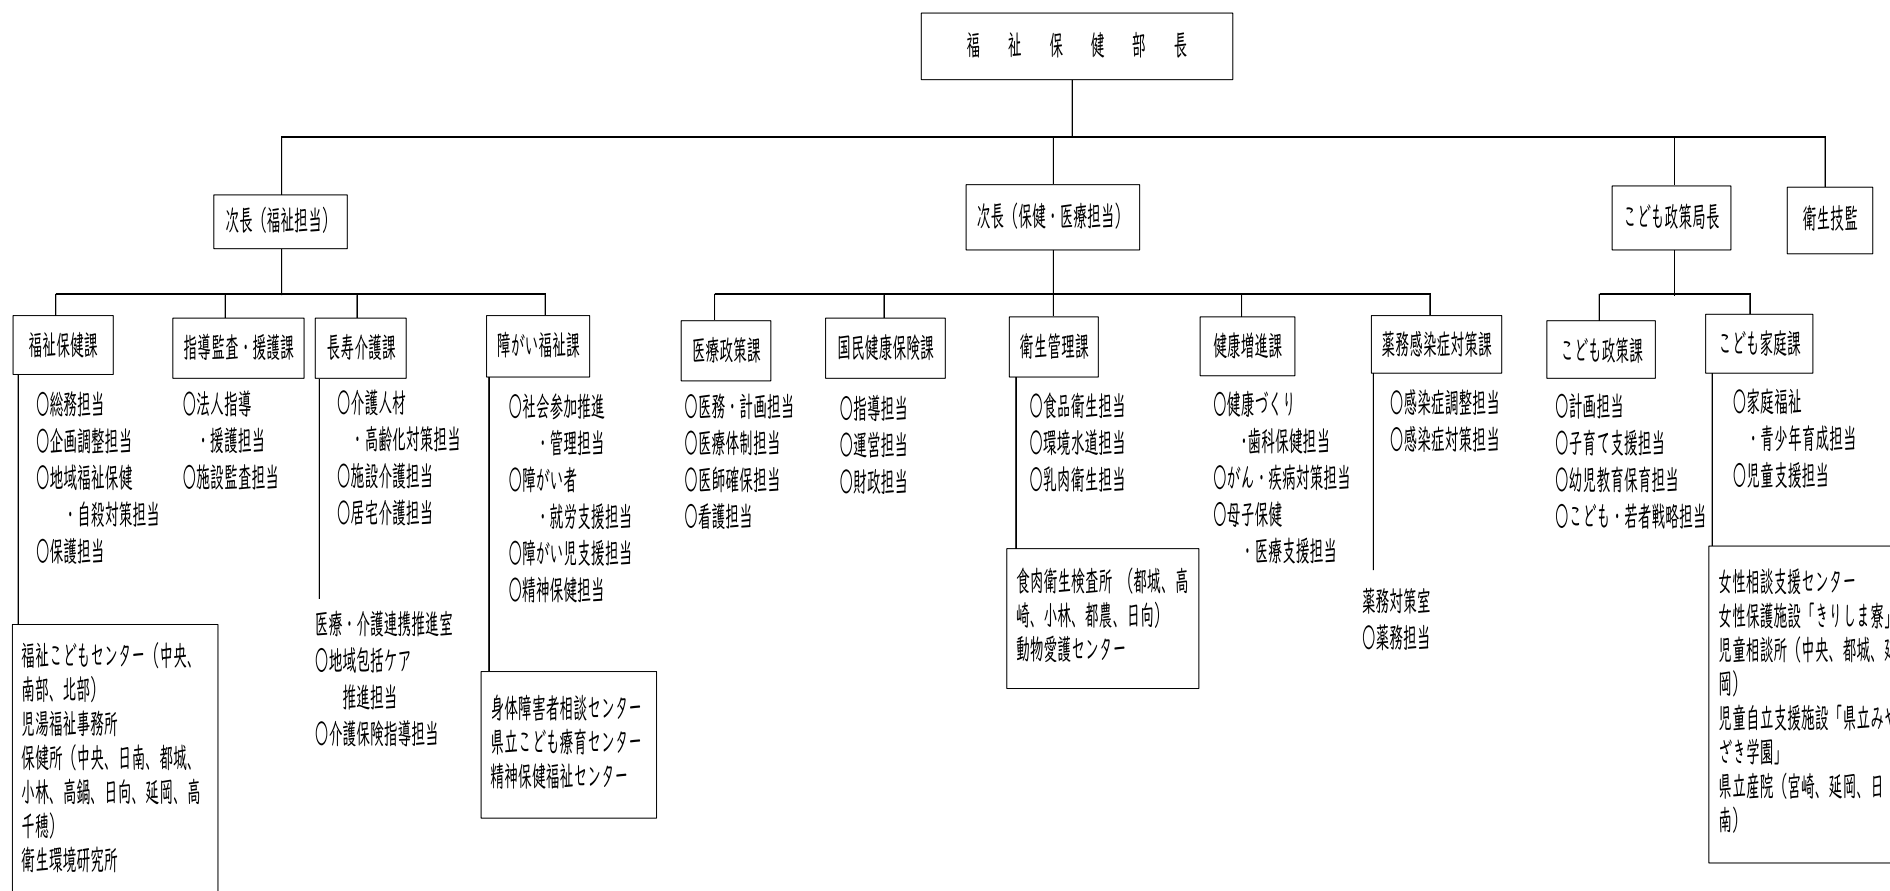 福祉保健部長
次長（福祉担当）
次長（保健・医療担当）
こども政策局長
衛生技監
福祉保健課
○総務担当
○企画調整担当
○地域福祉保健
・自殺対策担当
○保護担当
福祉こどもセンター（中央、
南部、北部）
児湯福祉事務所
保健所（中央、日南、都城、
小林、高鍋、日向、延岡、高
千穂）
衛生環境研究所
指導監査・援護課
○法人指導
・援護担当
○施設監査担当
長寿介護課
○介護人材
・高齢化対策担当
○施設介護担当
○居宅介護担当
医療・介護連携推進室
○地域包括ケア
推進担当
○介護保険指導担当
障がい福祉課
○社会参加推進
・管理担当
○障がい者
・就労支援担当
○障がい児支援担当
○精神保健担当
身体障害者相談センター
県立こども療育センター
精神保健福祉センター
医療政策課
○医務・計画担当
○医療体制担当
○医師確保担当
○看護担当
国民健康保険課
○指導担当
○運営担当
○財政担当
衛生管理課
○食品衛生担当
○環境水道担当
○乳肉衛生担当
食肉衛生検査所　（都城、高
崎、小林、都農、日向）
動物愛護センター
健康増進課
○健康づくり
・歯科保健担当
○がん・疾病対策担当
○母子保健
・医療支援担当
薬務感染症対策課
○感染症調整担当
○感染症対策担当
薬務対策室
○薬務担当
こども政策課
○計画担当
○子育て支援担当
○幼児教育保育担当
○こども・若者戦略担当
こども家庭課
○家庭福祉
・青少年育成担当
○児童支援担当
女性相談支援センター
女性保護施設「きりしま寮」
児童相談所（中央、都城、延
岡）
児童自立支援施設「県立みや
ざき学園」
県立産院（宮崎、延岡、日
南）